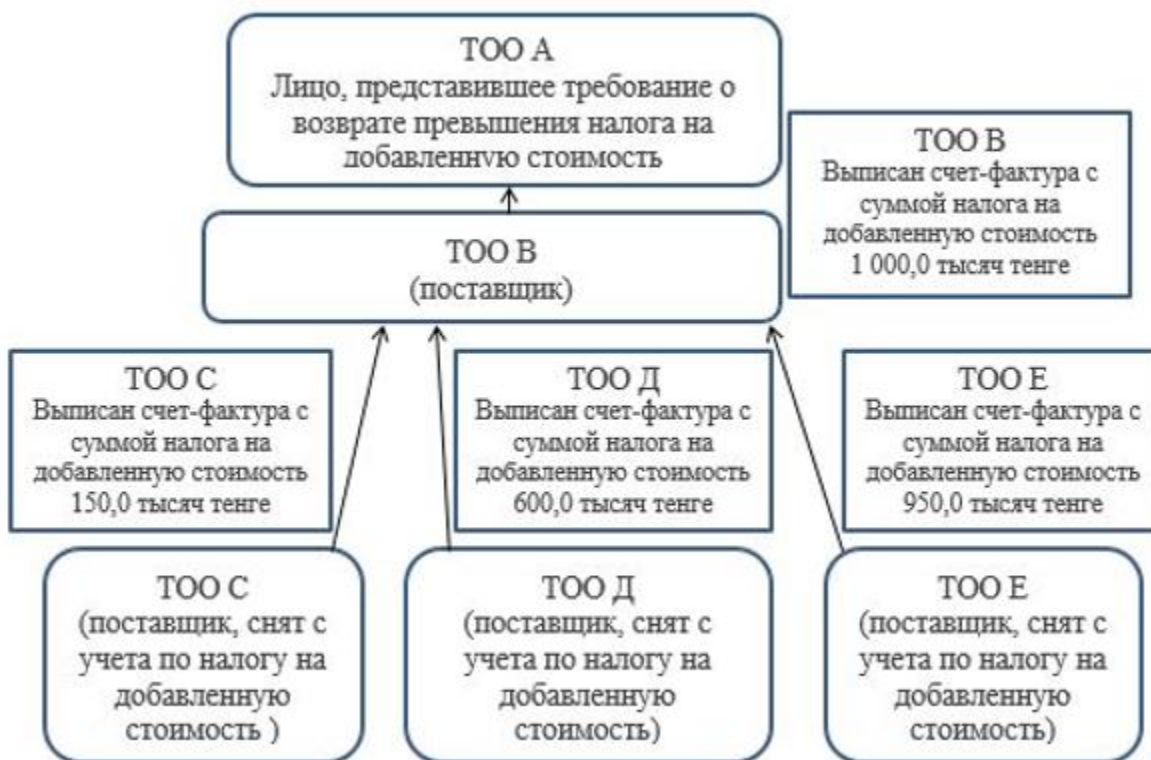 ТОО А
Лицо, представившее требование о
возврате превышения налога на
добавленную стоимость
ТОО В
Выписан счет-фактура с
суммой налога на
добавленную стоимость
1 000,0 тысяч тенге
ТОО В
(поставщик)
ТОО С
Выписан счет-фактура с
суммой налога на
добавленную стоимость
150,0 тысяч тенге
ТОО Д
Выписан счет-фактура с
суммой налога на
добавленную стоимость
600,0 тысяч тенге
ТОО Е
Выписан счет-фактура с
суммой налога на
добавленную стоимость
950,0 тысяч тенге
ТОО С
(поставщик, снят с
учета по налогу на
добавленную
стоимость )
ТОО Д
(поставщик, снят с
учета по налогу на
добавленную
стоимость)
ТОО Е
(поставщик, снят с
учета по налогу на
добавленную
стоимость)